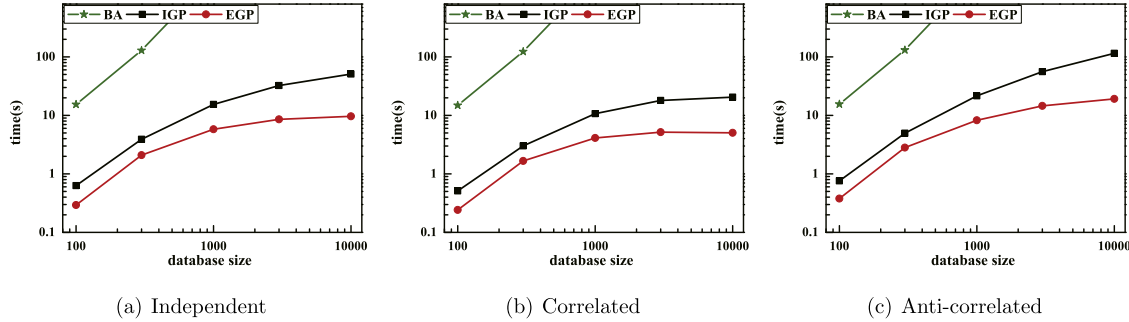 BA IGP EGP
100
10
1
0.1
time(s)
100 1000 10000
database size
(a) Independent
BA IGP EGP
100
10
1
0.1
time(s)
100 1000 10000
database size
(b) Correlated
BA IGP EGP
100
10
1
0.1
time(s)
100 1000 10000
database size
(c) Anti-correlated